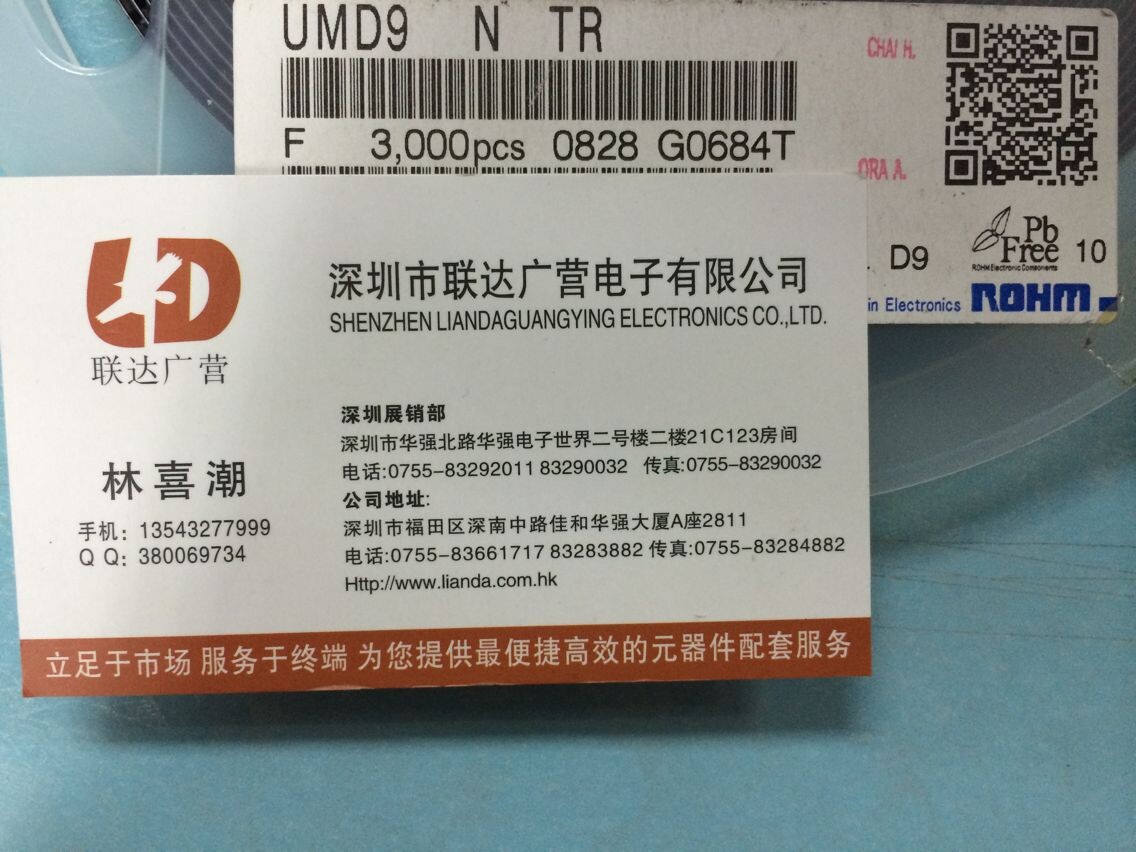 UMD9 N TR
CHAI H.
F 3,000pcs 0828 G0684T
ORA A.
D9
Pb
Free
ROHM Electronic Components
10
in Electronics ROHM
LD
联达广营
深圳市联达广营电子有限公司
SHENZHEN LIANDAGUANGYING ELECTRONICS CO.,LTD.
深圳展销部
深圳市华强北路华强电子世界二号楼二楼21C123房间
电话:0755-83292011 83290032 传真:0755-83290032
公司地址:
深圳市福田区深南中路佳和华强大厦A座2811
电话:0755-83661717 83283882 传真:0755-83284882
Http://www.lianda.com.hk
林喜潮
手机: 13543277999
Q Q: 380069734
立足于市场 服务于终端 为您提供最便捷高效的元器件配套服务